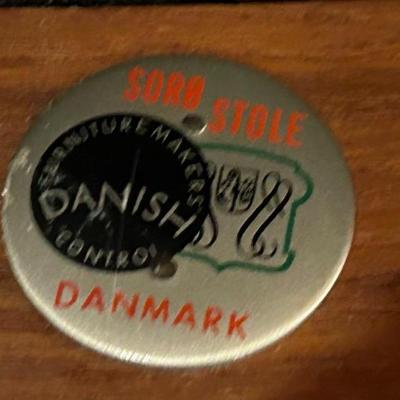 SORØ
STOLE
FURNITUREMAKERS
DANISH
CONTROL
DANMARK